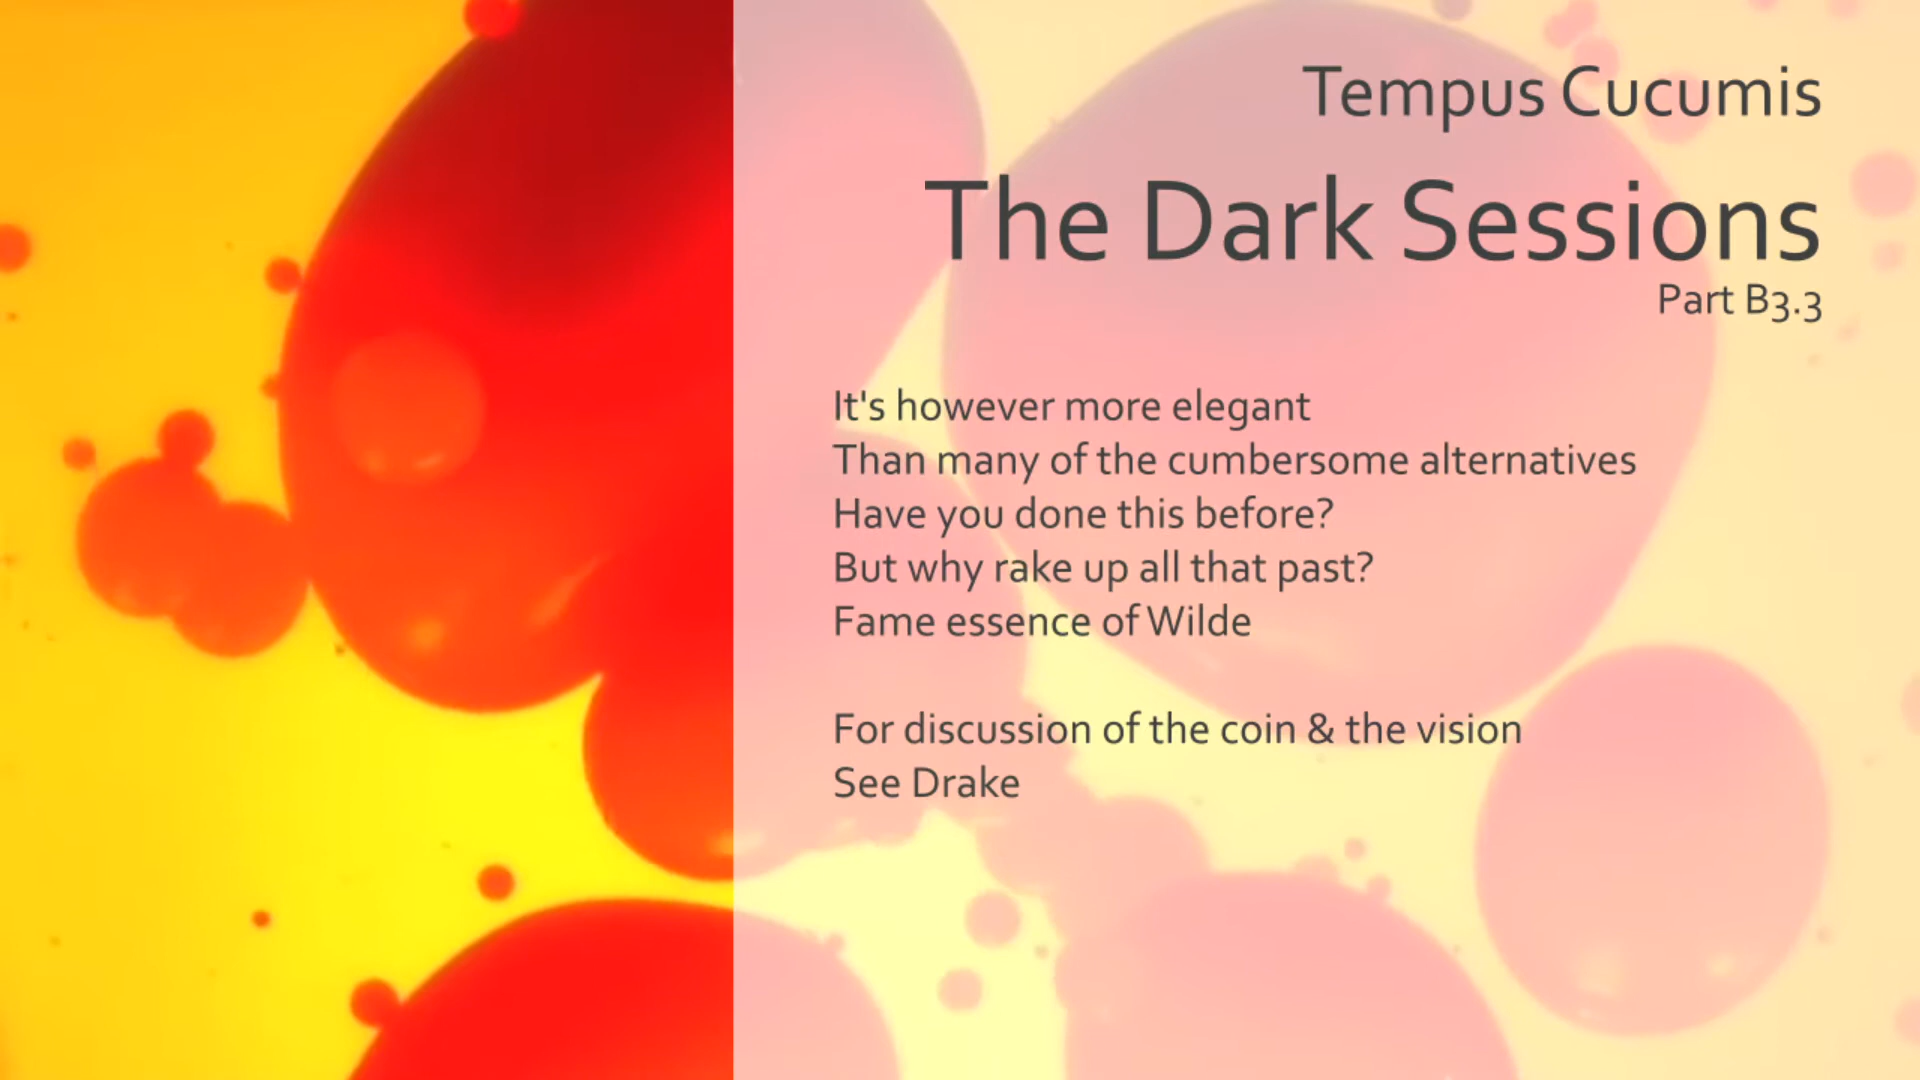 Tempus Cucumis
The Dark Sessions
Part B3.3
It's however more elegant
Than many of the cumbersome alternatives
Have you done this before?
But why rake up all that past?
Fame essence of Wilde
For discussion of the coin & the vision
See Drake